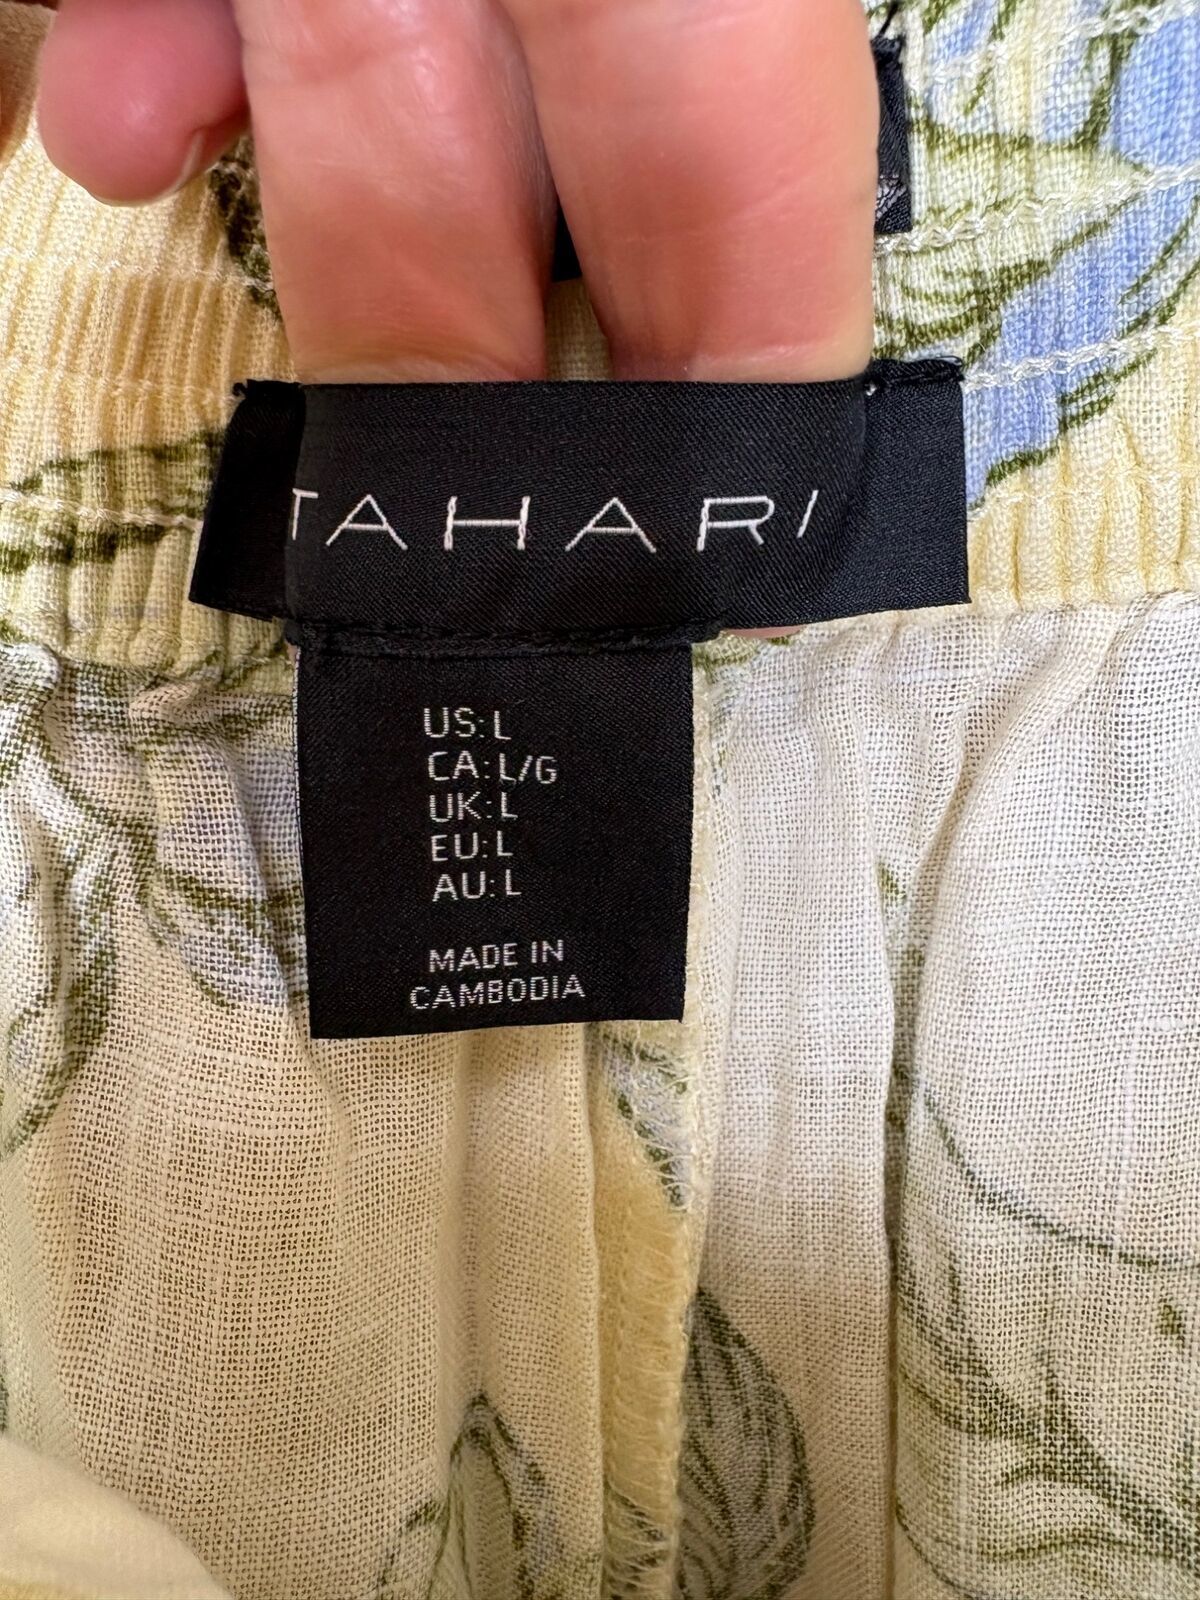 TAHARI
US: L
CA: L/G
UK: L
EU: L
AU: L
MADE IN
CAMBODIA